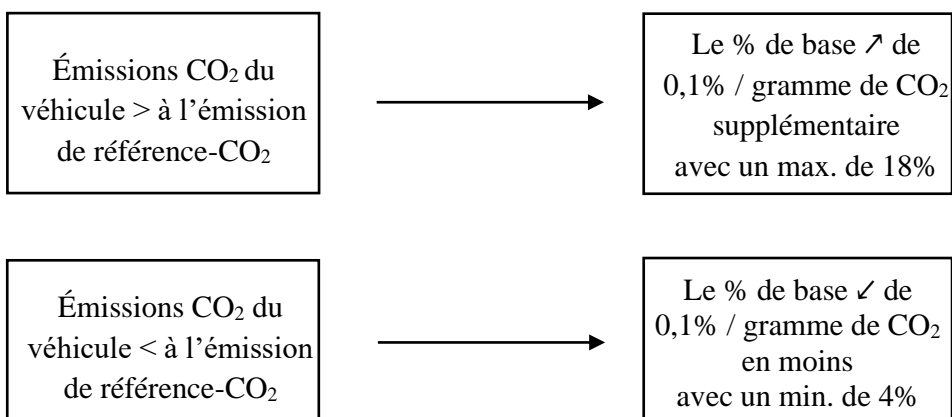 Émissions CO₂ du
véhicule > à l’émission
de référence-CO₂
Le % de base ↗ de
0,1% / gramme de CO₂
supplémentaire
avec un max. de 18%
Émissions CO₂ du
véhicule < à l’émission
de référence-CO₂
Le % de base ↙ de
0,1% / gramme de CO₂
en moins
avec un min. de 4%